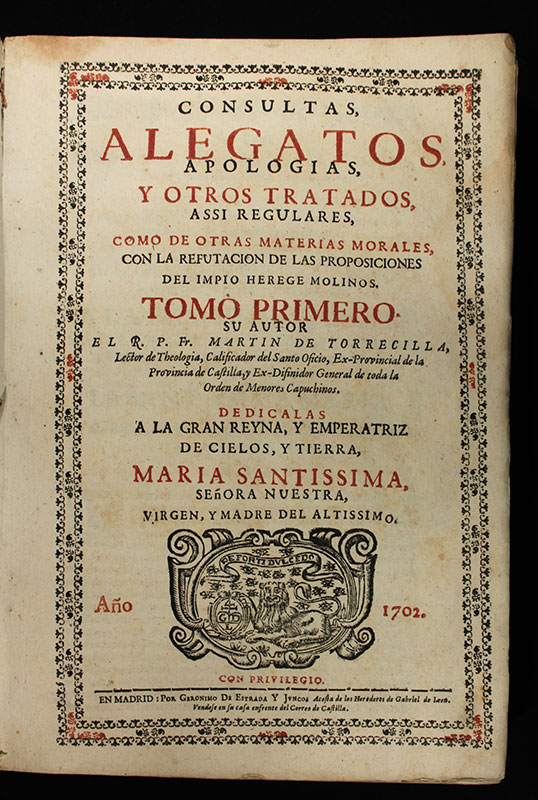 CONSULTAS,
ALEGATOS,
APOLOGIAS,
Y OTROS TRATADOS,
ASSI REGULARES,
COMO DE OTRAS MATERIAS MORALES,
CON LA REFUTACION DE LAS PROPOSICIONES
DEL IMPIO HEREGE MOLINOS.
TOMO PRIMERO.
SU AUTOR
EL R. P. Fr. MARTIN DE TORRECILLA,
Lector de Theologia, Calificador del Santo Oficio, Ex-Provincial de la
Provincia de Castilla, y Ex-Difinidor General de toda la
Orden de Menores Capuchinos.
DEDICALAS
A LA GRAN REYNA, Y EMPERATRIZ
DE CIELOS, Y TIERRA,
MARIA SANTISSIMA,
SEñORA NUESTRA,
VIRGEN, Y MADRE DEL ALTISSIMO.
DE FORTI DVLCEDO
Año 1702.
CON PRIVILEGIO.
EN MADRID: POR GERONIMO DE ESTRADA Y JVNCOS Acosta de los Herederos de Gabriel de Leon.
Vendese en su casa enfrente del Correo de Castilla.